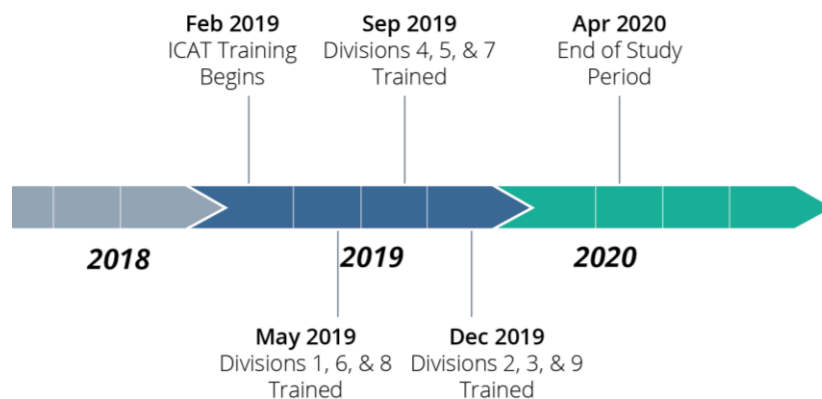 Feb 2019
ICAT Training
Begins
Sep 2019
Divisions 4, 5, & 7
Trained
Apr 2020
End of Study
Period
2018
2019
2020
May 2019
Divisions 1, 6, & 8
Trained
Dec 2019
Divisions 2, 3, & 9
Trained